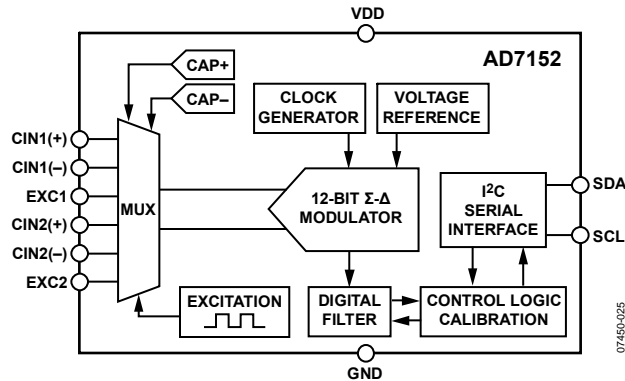 VDD
AD7152
CAP+
CAP–
CLOCK
GENERATOR
VOLTAGE
REFERENCE
CIN1(+)
CIN1(–)
EXC1
CIN2(+)
CIN2(–)
EXC2
MUX
12-BIT Σ-Δ
MODULATOR
I²C
SERIAL
INTERFACE
SDA
SCL
EXCITATION
DIGITAL
FILTER
CONTROL LOGIC
CALIBRATION
GND
07450-025